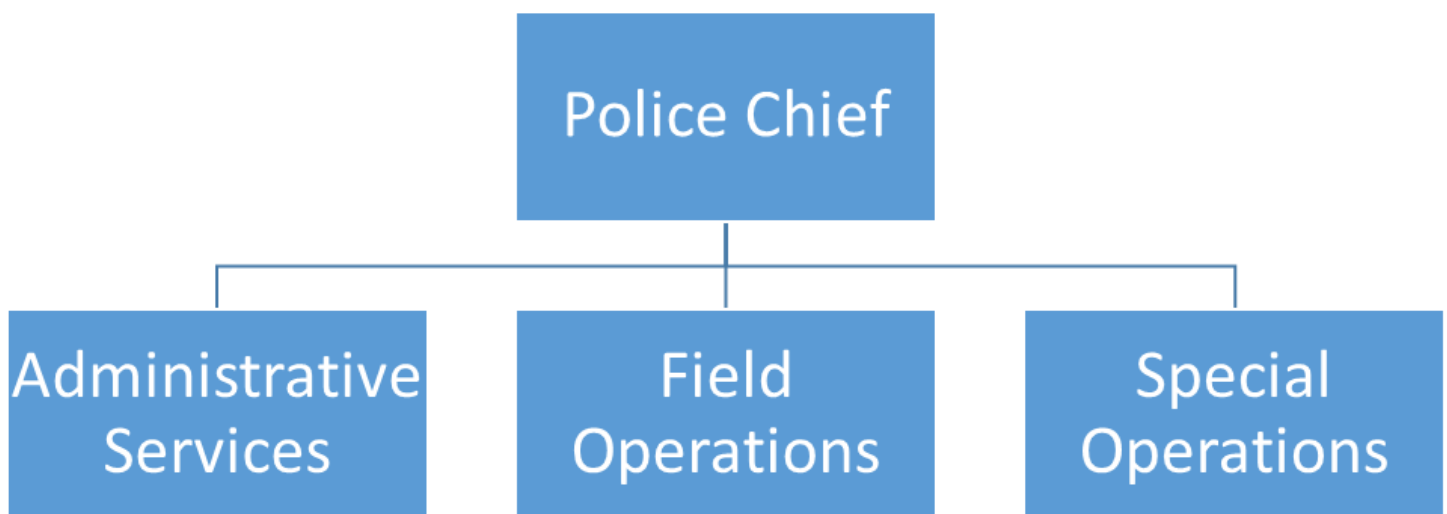 Police Chief
Administrative
Services
Field
Operations
Special
Operations